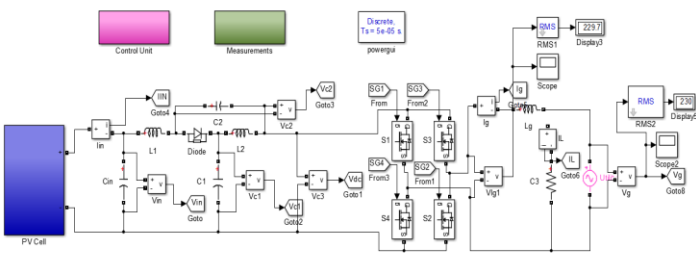 Control Unit
Measurements
Discrete,
Ts = 5e-05 s.
powergui
RMS
RMS1
229.7
Display3
Scope
RMS
RMS2
230
Display5
Scope2
Vg
Goto8
IIN
Goto4
Iin
L1
C2
Vc2
Vc2
Goto3
Diode
L2
Cin
Vin
Vin
Goto
C1
Vc1
Vc1
Goto2
Vc3
Vdc
Goto1
SG1
From
SG3
From2
S1
S3
SG4
From3
SG2
From1
S4
S2
Ig
Ig
Vlg1
Lg
IL
IL
Goto6
C3
Vg
PV Cell